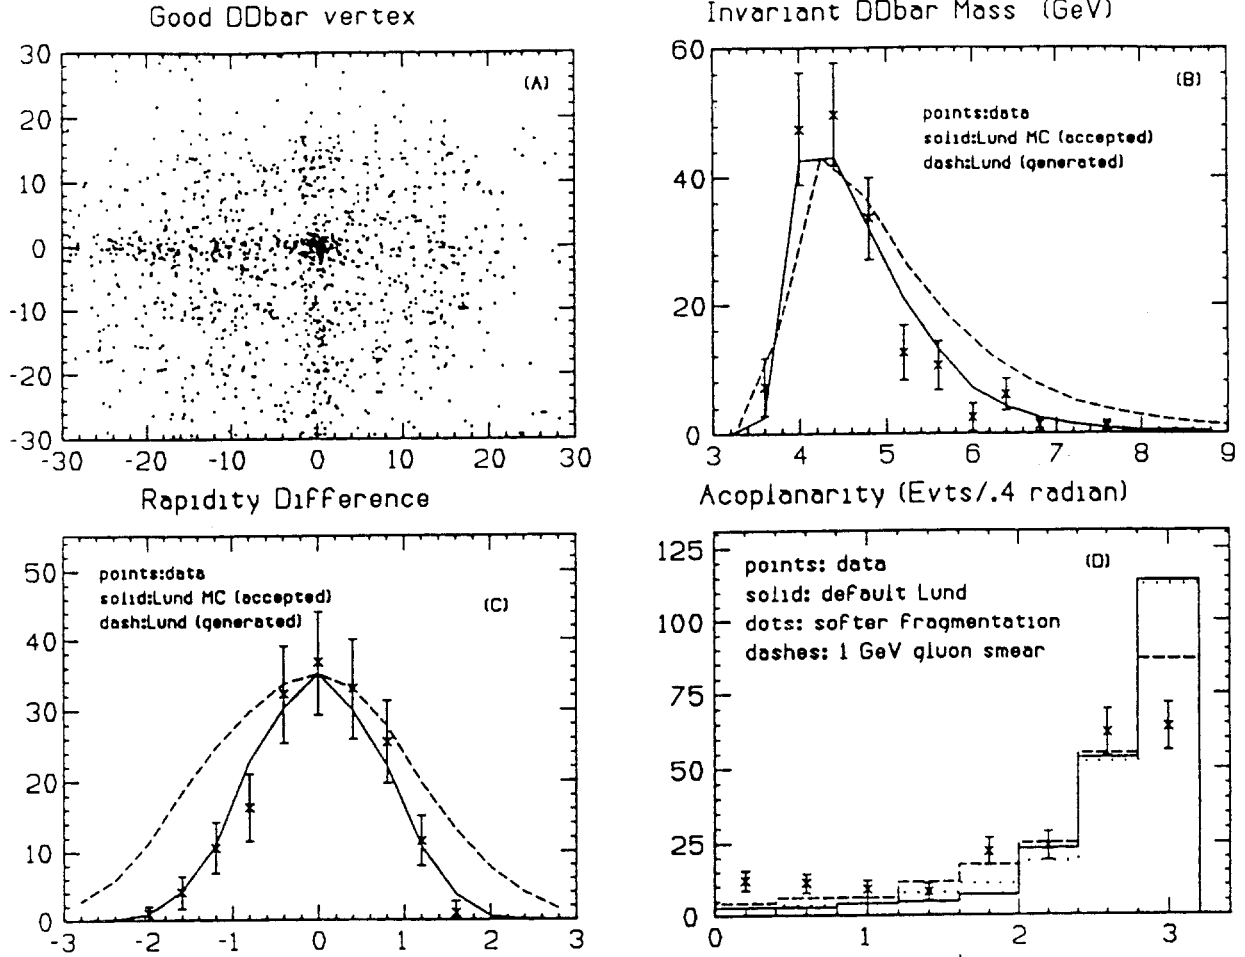 Good DDbar vertex
30
20
10
0
-10
-20
-30
-30 -20 -10 0 10 20 30
(A)
Invariant DDbar Mass (GeV)
60
40
20
0
3 4 5 6 7 8 9
(B)
points:data
solid:Lund MC (accepted)
dash:Lund (generated)
Rapidity Difference
50
40
30
20
10
0
-3 -2 -1 0 1 2 3
points:data
solid:Lund MC (accepted)
dash:Lund (generated)
(C)
Acoplanarity (Evts/.4 radian)
125
100
75
50
25
0
0 1 2 3
points: data
solid: default Lund
dots: softer fragmentation
dashes: 1 GeV gluon smear
(D)